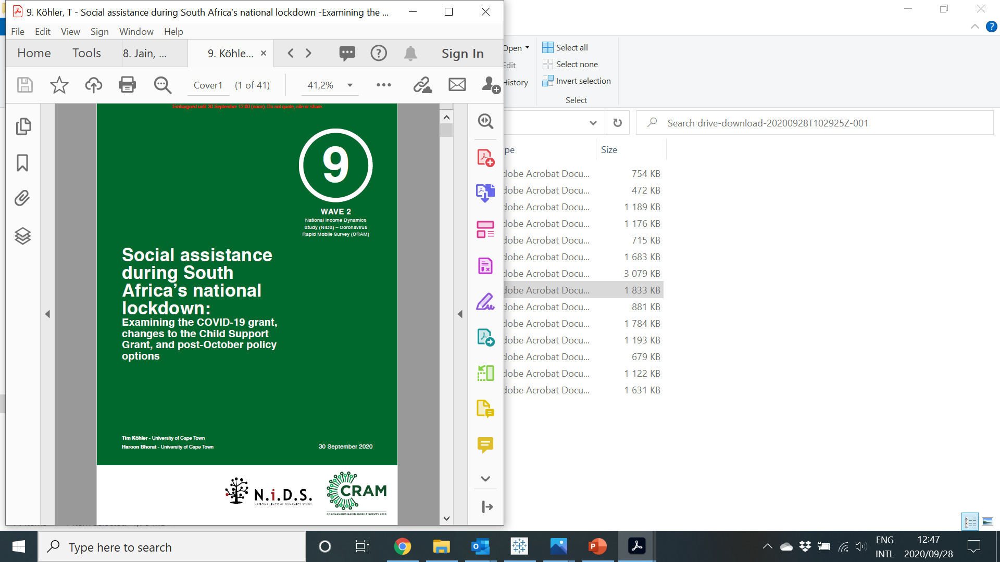 9. Köhler, T - Social assistance during South Africa's national lockdown -Examining the ...
File Edit View Sign Window Help
Home Tools 8. Jain, ... 9. Köhle... × Sign In
Cover1 (1 of 41) 41,2%
Embargoed until 30 September 12:00 (noon). Do not quote, cite or share.
9
WAVE 2
National Income Dynamics
Study (NIDS) – Coronavirus
Rapid Mobile Survey (CRAM)
Social assistance
during South
Africa's national
lockdown:
Examining the COVID-19 grant,
changes to the Child Support
Grant, and post-October policy
options
Tim Köhler - University of Cape Town
Haroon Bhorat - University of Cape Town
30 September 2020
N.i.D.S.
NATIONAL INCOME DYNAMICS STUDY
CRAM
CORONAVIRUS RAPID MOBILE SURVEY 2020
Open
Edit
History
Select all
Select none
Invert selection
Select
Search drive-download-20200928T102925Z-001
pe Size
dobe Acrobat Docu... 754 KB
dobe Acrobat Docu... 472 KB
dobe Acrobat Docu... 1 189 KB
dobe Acrobat Docu... 1 176 KB
dobe Acrobat Docu... 715 KB
dobe Acrobat Docu... 1 683 KB
dobe Acrobat Docu... 3 079 KB
dobe Acrobat Docu... 1 833 KB
dobe Acrobat Docu... 881 KB
dobe Acrobat Docu... 1 784 KB
dobe Acrobat Docu... 1 193 KB
dobe Acrobat Docu... 679 KB
dobe Acrobat Docu... 1 122 KB
dobe Acrobat Docu... 1 631 KB
Type here to search
ENG
INTL
12:47
2020/09/28